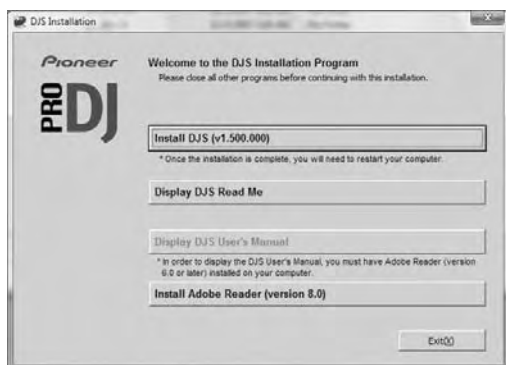 DJS Installation
Pioneer
PRO DJ
Welcome to the DJS Installation Program
Please close all other programs before continuing with this installation.
Install DJS (v1.500.000)
* Once the installation is complete, you will need to restart your computer.
Display DJS Read Me
Display DJS User's Manual
* In order to display the DJS User's Manual, you must have Adobe Reader (version
6.0 or later) installed on your computer.
Install Adobe Reader (version 8.0)
Exit(X)